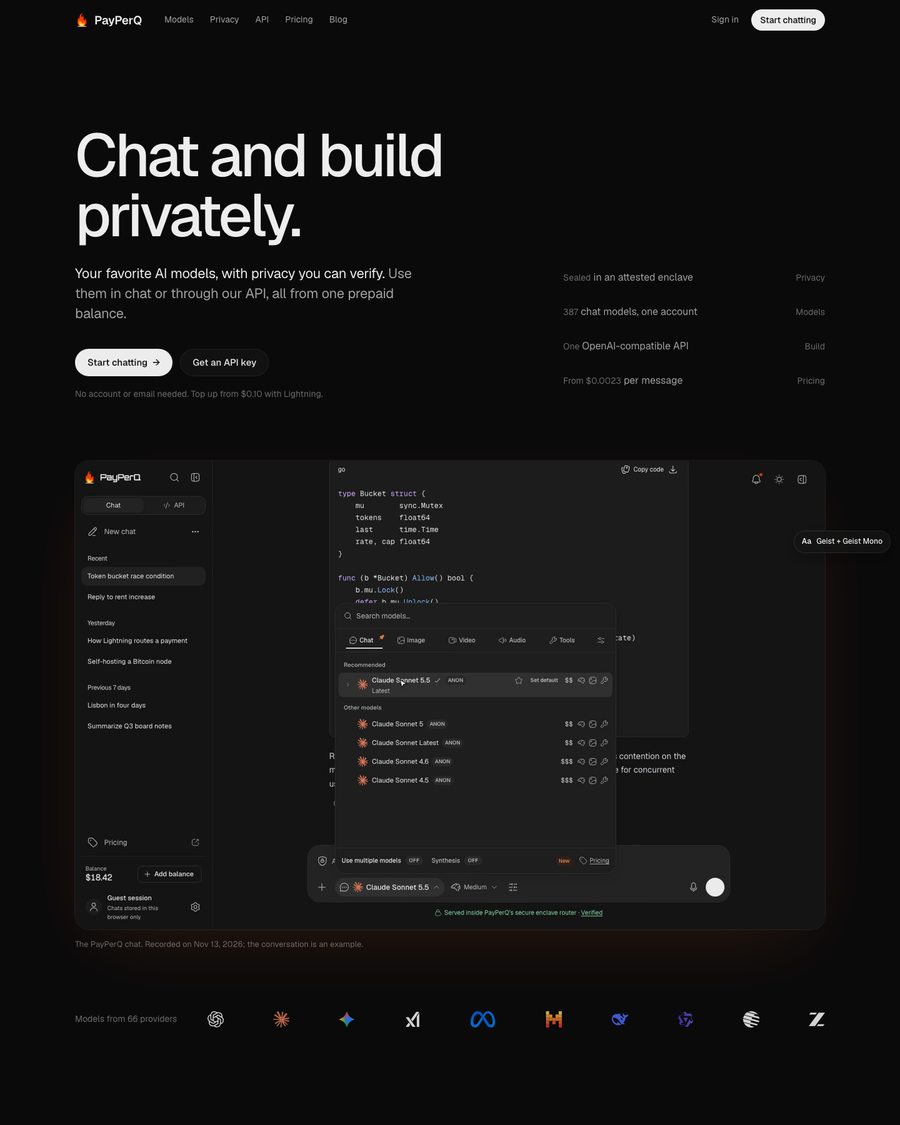 PayPerQ
Models
Privacy
API
Pricing
Blog
Sign in
Start chatting
Chat and build
privately.
Your favorite AI models, with privacy you can verify. Use
them in chat or through our API, all from one prepaid
balance.
Start chatting →
Get an API key
No account or email needed. Top up from $0.10 with Lightning.
Sealed in an attested enclave
Privacy
387 chat models, one account
Models
One OpenAI-compatible API
Build
From $0.0023 per message
Pricing
PayPerQ
Chat
API
New chat
Recent
Token bucket race condition
Reply to rent increase
Yesterday
How Lightning routes a payment
Self-hosting a Bitcoin node
Previous 7 days
Lisbon in four days
Summarize Q3 board notes
Pricing
Balance
$18.42
+ Add balance
Guest session
Chats stored in this
browser only
go
Copy code
type Bucket struct {
mu sync.Mutex
tokens float64
last time.Time
rate, cap float64
}
func (b *Bucket) Allow() bool {
b.mu.Lock()
defer b.mu.Unlock()
Search models…
Chat
Image
Video
Audio
Tools
Recommended
Claude Sonnet 5.5
ANON
Set default
$$
Latest
Other models
Claude Sonnet 5 ANON $$
Claude Sonnet Latest ANON $$
Claude Sonnet 4.6 ANON $$$
Claude Sonnet 4.5 ANON $$$
contention on the
for concurrent
Use multiple models OFF
Synthesis OFF
New
Pricing
Claude Sonnet 5.5
Medium
Served inside PayPerQ's secure enclave router · Verified
Aa Geist + Geist Mono
The PayPerQ chat. Recorded on Nov 13, 2026; the conversation is an example.
Models from 66 providers